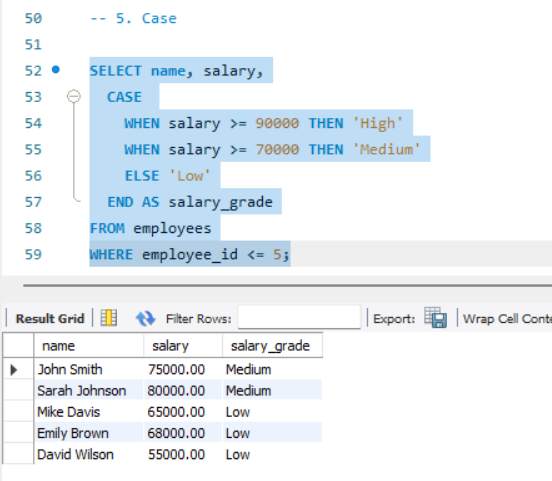 50 -- 5. Case
51
52 SELECT name, salary,
53 CASE
54 WHEN salary >= 90000 THEN 'High'
55 WHEN salary >= 70000 THEN 'Medium'
56 ELSE 'Low'
57 END AS salary_grade
58 FROM employees
59 WHERE employee_id <= 5;
Result Grid Filter Rows: Export: Wrap Cell Conte
name salary salary_grade
John Smith 75000.00 Medium
Sarah Johnson 80000.00 Medium
Mike Davis 65000.00 Low
Emily Brown 68000.00 Low
David Wilson 55000.00 Low